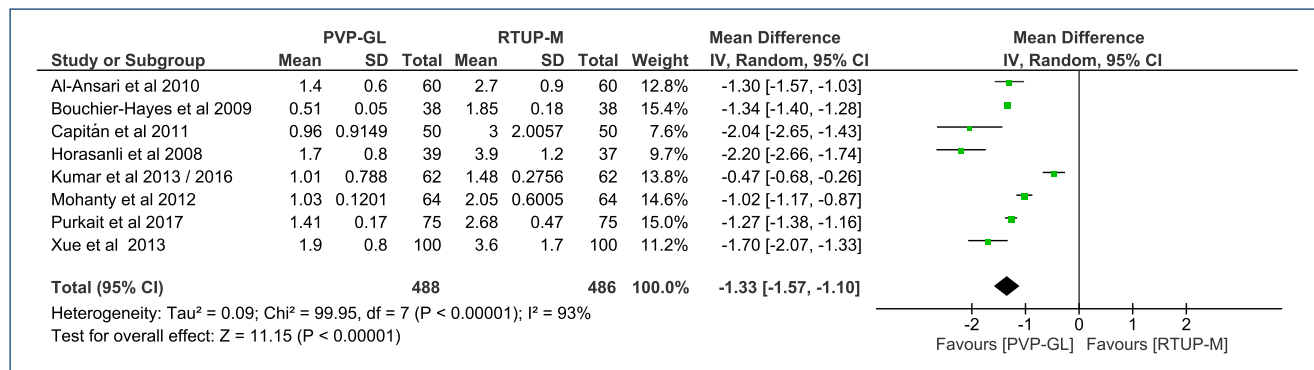 PVP-GL RTUP-M Mean Difference Mean Difference
Study or Subgroup Mean SD Total Mean SD Total Weight IV, Random, 95% CI IV, Random, 95% CI
Al-Ansari et al 2010 1.4 0.6 60 2.7 0.9 60 12.8% -1.30 [-1.57, -1.03]
Bouchier-Hayes et al 2009 0.51 0.05 38 1.85 0.18 38 15.4% -1.34 [-1.40, -1.28]
Capitán et al 2011 0.96 0.9149 50 3 2.0057 50 7.6% -2.04 [-2.65, -1.43]
Horasanli et al 2008 1.7 0.8 39 3.9 1.2 37 9.7% -2.20 [-2.66, -1.74]
Kumar et al 2013 / 2016 1.01 0.788 62 1.48 0.2756 62 13.8% -0.47 [-0.68, -0.26]
Mohanty et al 2012 1.03 0.1201 64 2.05 0.6005 64 14.6% -1.02 [-1.17, -0.87]
Purkait et al 2017 1.41 0.17 75 2.68 0.47 75 15.0% -1.27 [-1.38, -1.16]
Xue et al 2013 1.9 0.8 100 3.6 1.7 100 11.2% -1.70 [-2.07, -1.33]
Total (95% CI) 488 486 100.0% -1.33 [-1.57, -1.10]
Heterogeneity: Tau² = 0.09; Chi² = 99.95, df = 7 (P < 0.00001); I² = 93%
Test for overall effect: Z = 11.15 (P < 0.00001)
-2 -1 0 1 2
Favours [PVP-GL] Favours [RTUP-M]